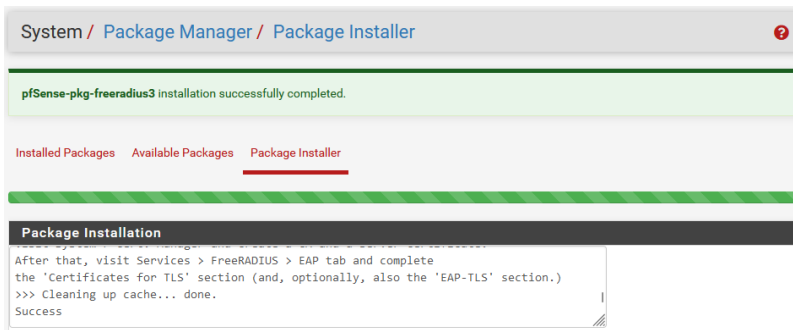 System / Package Manager / Package Installer
pfSense-pkg-freeradius3 installation successfully completed.
Installed Packages Available Packages Package Installer
Package Installation
After that, visit Services > FreeRADIUS > EAP tab and complete
the 'Certificates for TLS' section (and, optionally, also the 'EAP-TLS' section.)
>>> Cleaning up cache... done.
Success